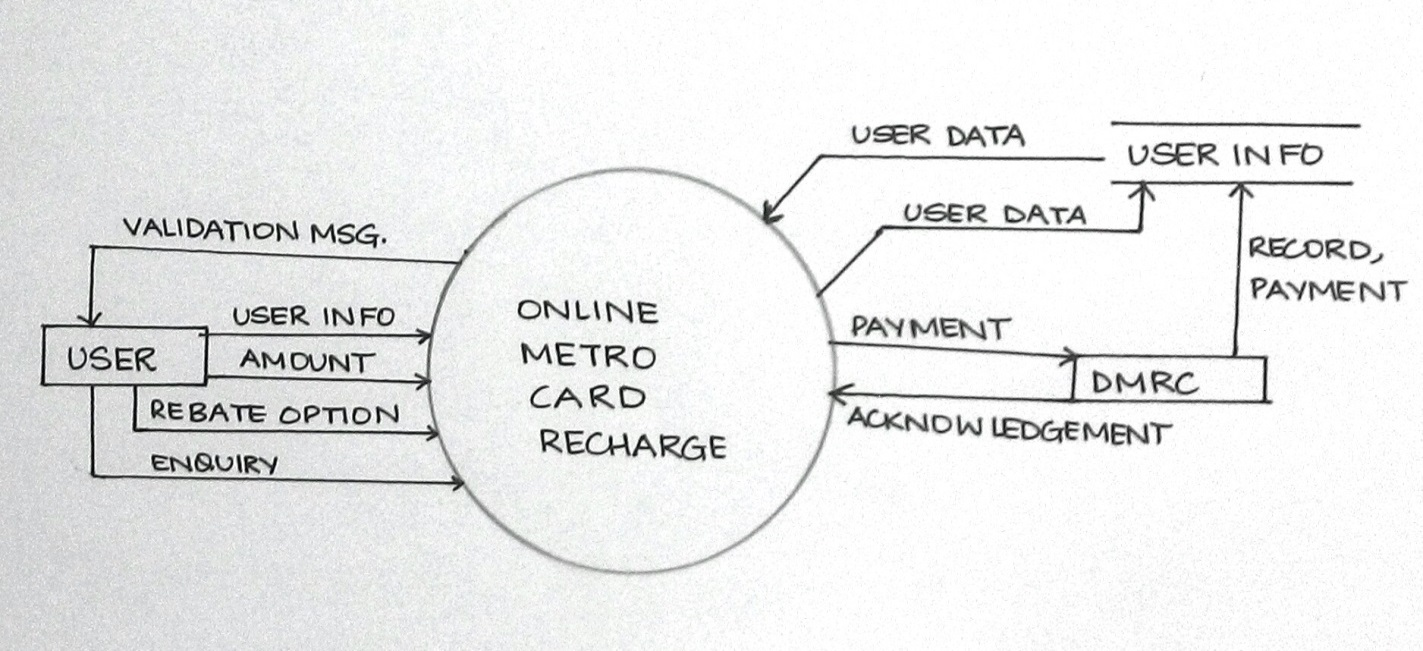 USER DATA
USER INFO
USER DATA
VALIDATION MSG.
RECORD,
PAYMENT
USER INFO
USER
AMOUNT
REBATE OPTION
ENQUIRY
ONLINE
METRO
CARD
RECHARGE
PAYMENT
DMRC
ACKNOWLEDGEMENT